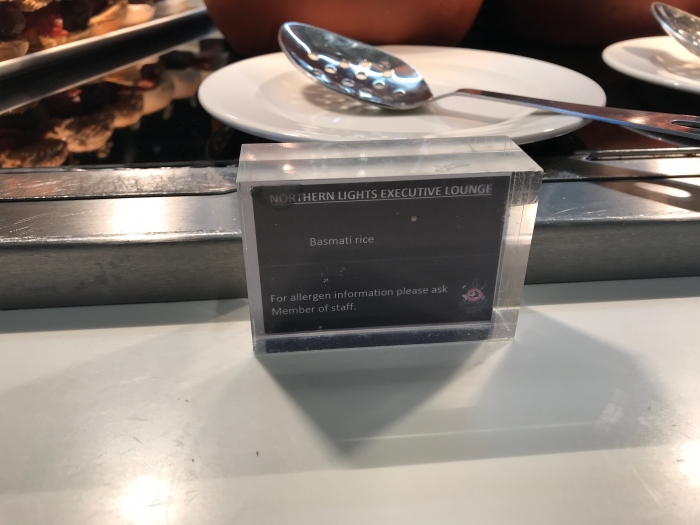 NORTHERN LIGHTS EXECUTIVE LOUNGE
Basmati rice
For allergen information please ask
Member of staff.